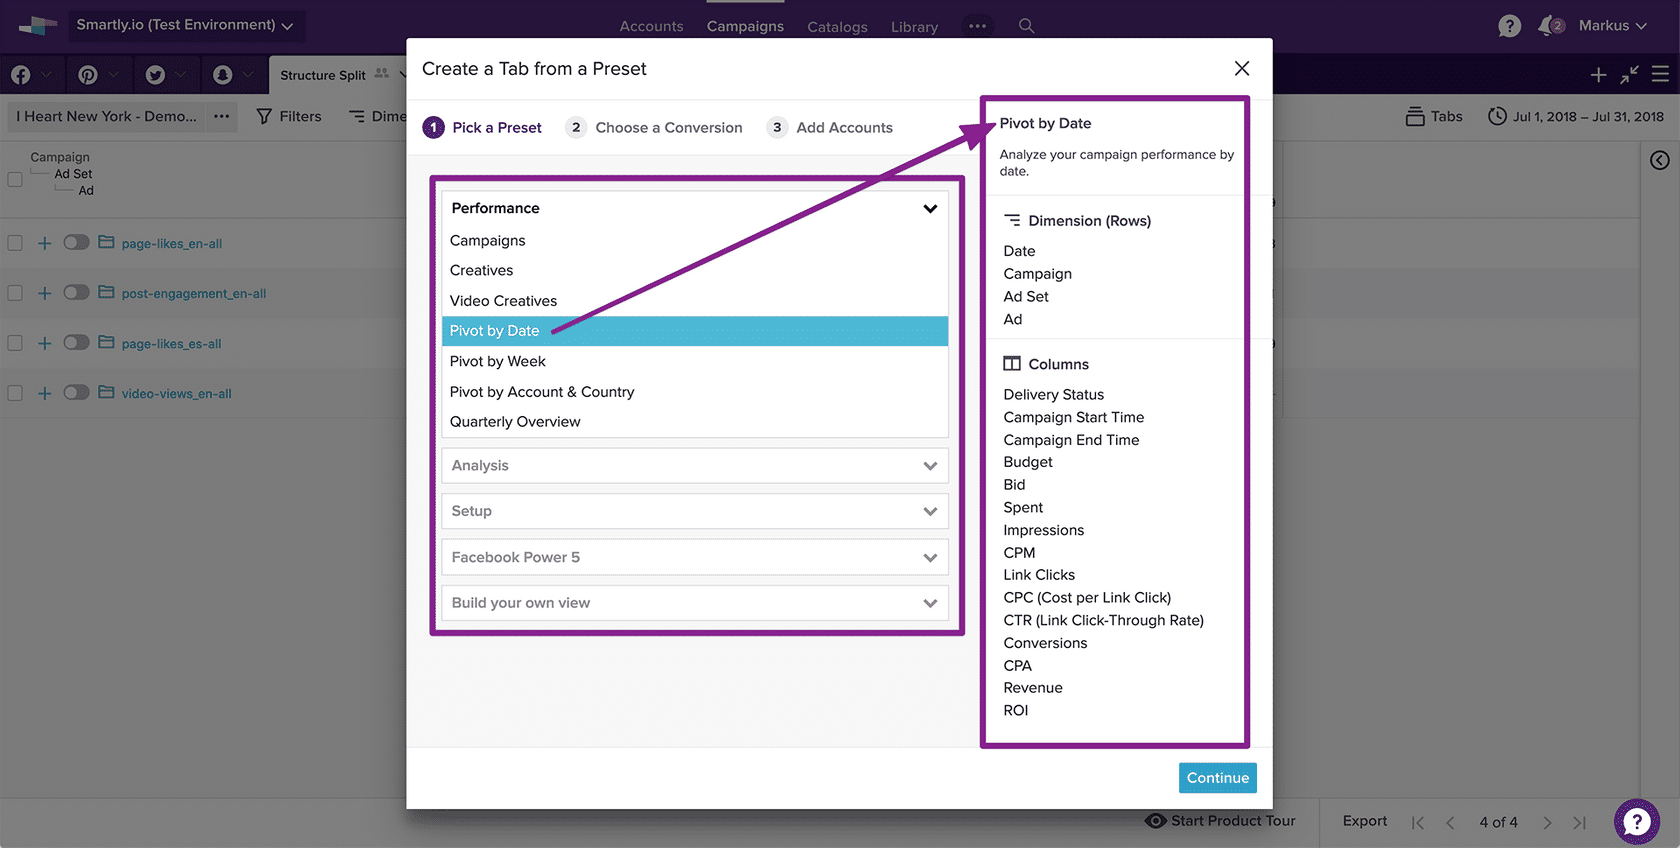 Smartly.io (Test Environment)
Accounts
Campaigns
Catalogs
Library
2
Markus
Structure Split
I Heart New York - Demo...
Filters
Dime
Tabs
Jul 1, 2018 – Jul 31, 2018
Campaign
Ad Set
Ad
page-likes_en-all
post-engagement_en-all
page-likes_es-all
video-views_en-all
Create a Tab from a Preset
1 Pick a Preset
2 Choose a Conversion
3 Add Accounts
Performance
Campaigns
Creatives
Video Creatives
Pivot by Date
Pivot by Week
Pivot by Account & Country
Quarterly Overview
Analysis
Setup
Facebook Power 5
Build your own view
Pivot by Date
Analyze your campaign performance by
date.
Dimension (Rows)
Date
Campaign
Ad Set
Ad
Columns
Delivery Status
Campaign Start Time
Campaign End Time
Budget
Bid
Spent
Impressions
CPM
Link Clicks
CPC (Cost per Link Click)
CTR (Link Click-Through Rate)
Conversions
CPA
Revenue
ROI
Continue
Start Product Tour
Export
4 of 4